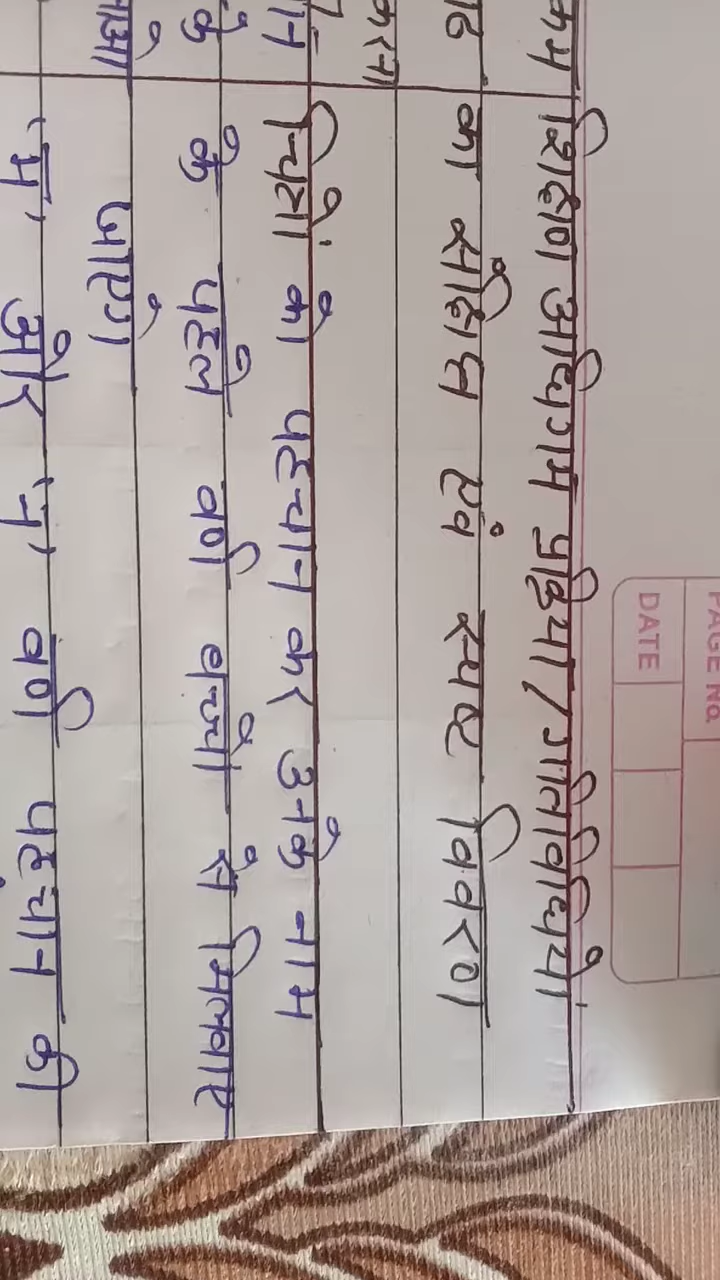 PAGE No.
DATE
शिक्षण अधिगम प्रक्रिया/गतिविधियों
का संक्षिप्त एवं स्पष्ट विवरण
चित्रों को पहचान कर उनके नाम
के के पहले वर्ण बच्चों से मिलवाए
जाएंगे
'म' और 'न' वर्ण पहचान की